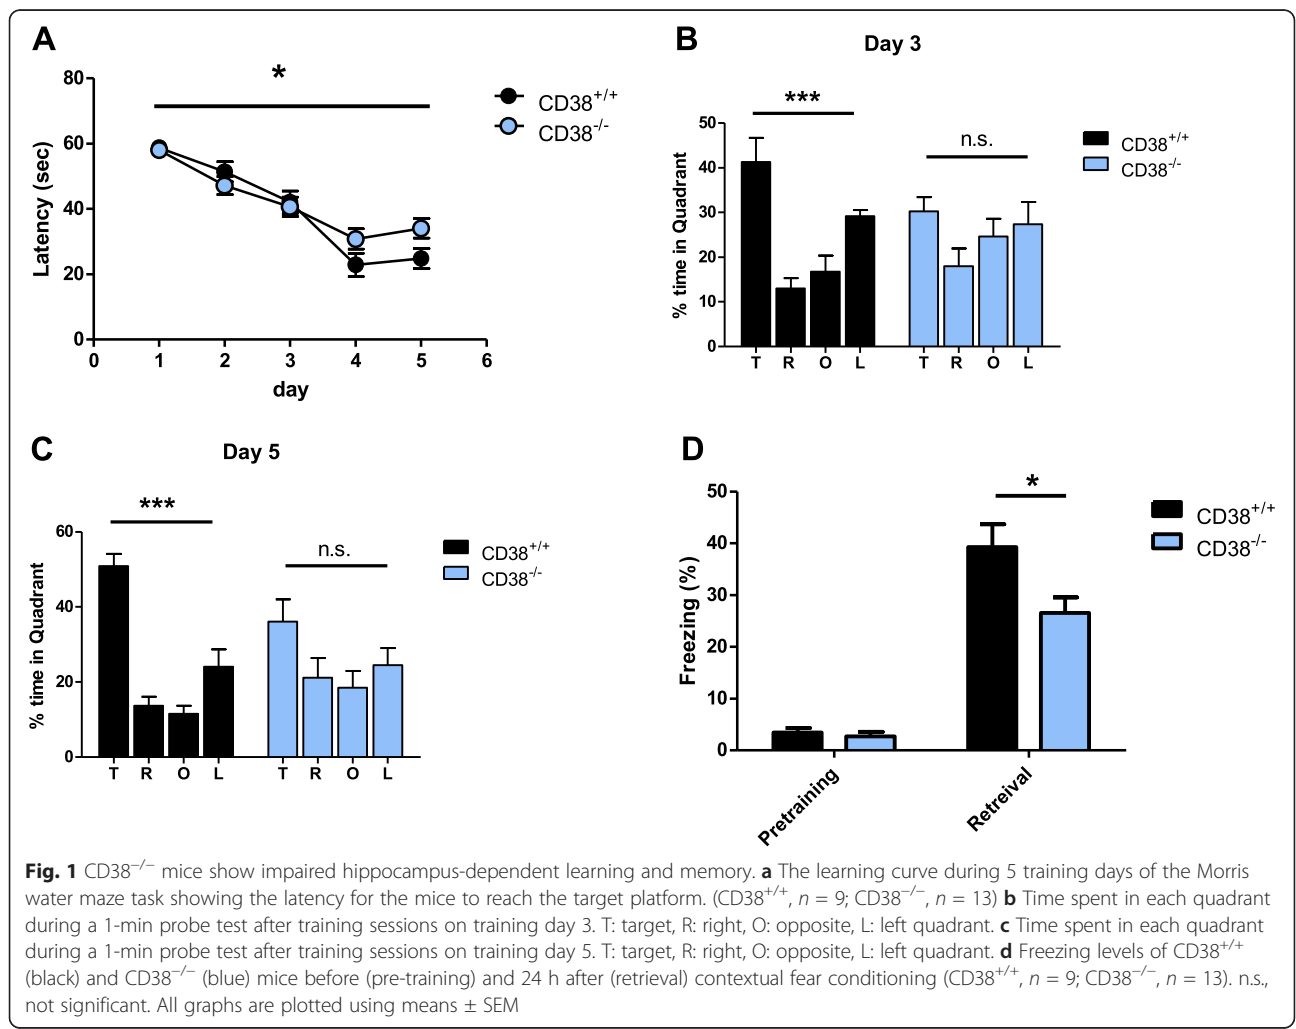 A
*
80
60
40
20
0
Latency (sec)
0 1 2 3 4 5 6
day
CD38+/+
CD38-/-
B
Day 3
***
n.s.
50
40
30
20
10
0
% time in Quadrant
T R O L T R O L
CD38+/+
CD38-/-
C
Day 5
***
n.s.
60
40
20
0
% time in Quadrant
T R O L T R O L
CD38+/+
CD38-/-
D
*
50
40
30
20
10
0
Freezing (%)
Pretraining
Retreival
CD38+/+
CD38-/-
Fig. 1 CD38−/− mice show impaired hippocampus-dependent learning and memory. a The learning curve during 5 training days of the Morris
water maze task showing the latency for the mice to reach the target platform. (CD38+/+, n = 9; CD38−/−, n = 13) b Time spent in each quadrant
during a 1-min probe test after training sessions on training day 3. T: target, R: right, O: opposite, L: left quadrant. c Time spent in each quadrant
during a 1-min probe test after training sessions on training day 5. T: target, R: right, O: opposite, L: left quadrant. d Freezing levels of CD38+/+
(black) and CD38−/− (blue) mice before (pre-training) and 24 h after (retrieval) contextual fear conditioning (CD38+/+, n = 9; CD38−/−, n = 13). n.s.,
not significant. All graphs are plotted using means ± SEM